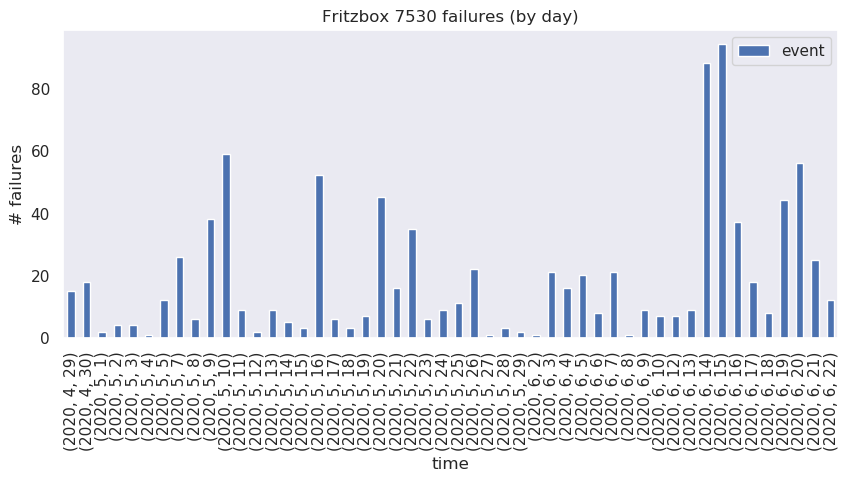 Fritzbox 7530 failures (by day)
event
# failures
80
60
40
20
0
(2020, 4, 29)
(2020, 4, 30)
(2020, 5, 1)
(2020, 5, 2)
(2020, 5, 3)
(2020, 5, 4)
(2020, 5, 5)
(2020, 5, 7)
(2020, 5, 8)
(2020, 5, 9)
(2020, 5, 10)
(2020, 5, 11)
(2020, 5, 12)
(2020, 5, 13)
(2020, 5, 14)
(2020, 5, 15)
(2020, 5, 16)
(2020, 5, 17)
(2020, 5, 18)
(2020, 5, 19)
(2020, 5, 20)
(2020, 5, 21)
(2020, 5, 22)
(2020, 5, 23)
(2020, 5, 24)
(2020, 5, 25)
(2020, 5, 26)
(2020, 5, 27)
(2020, 5, 28)
(2020, 5, 29)
(2020, 6, 2)
(2020, 6, 3)
(2020, 6, 4)
(2020, 6, 5)
(2020, 6, 6)
(2020, 6, 7)
(2020, 6, 8)
(2020, 6, 9)
(2020, 6, 10)
(2020, 6, 12)
(2020, 6, 13)
(2020, 6, 14)
(2020, 6, 15)
(2020, 6, 16)
(2020, 6, 17)
(2020, 6, 18)
(2020, 6, 19)
(2020, 6, 20)
(2020, 6, 21)
(2020, 6, 22)
time